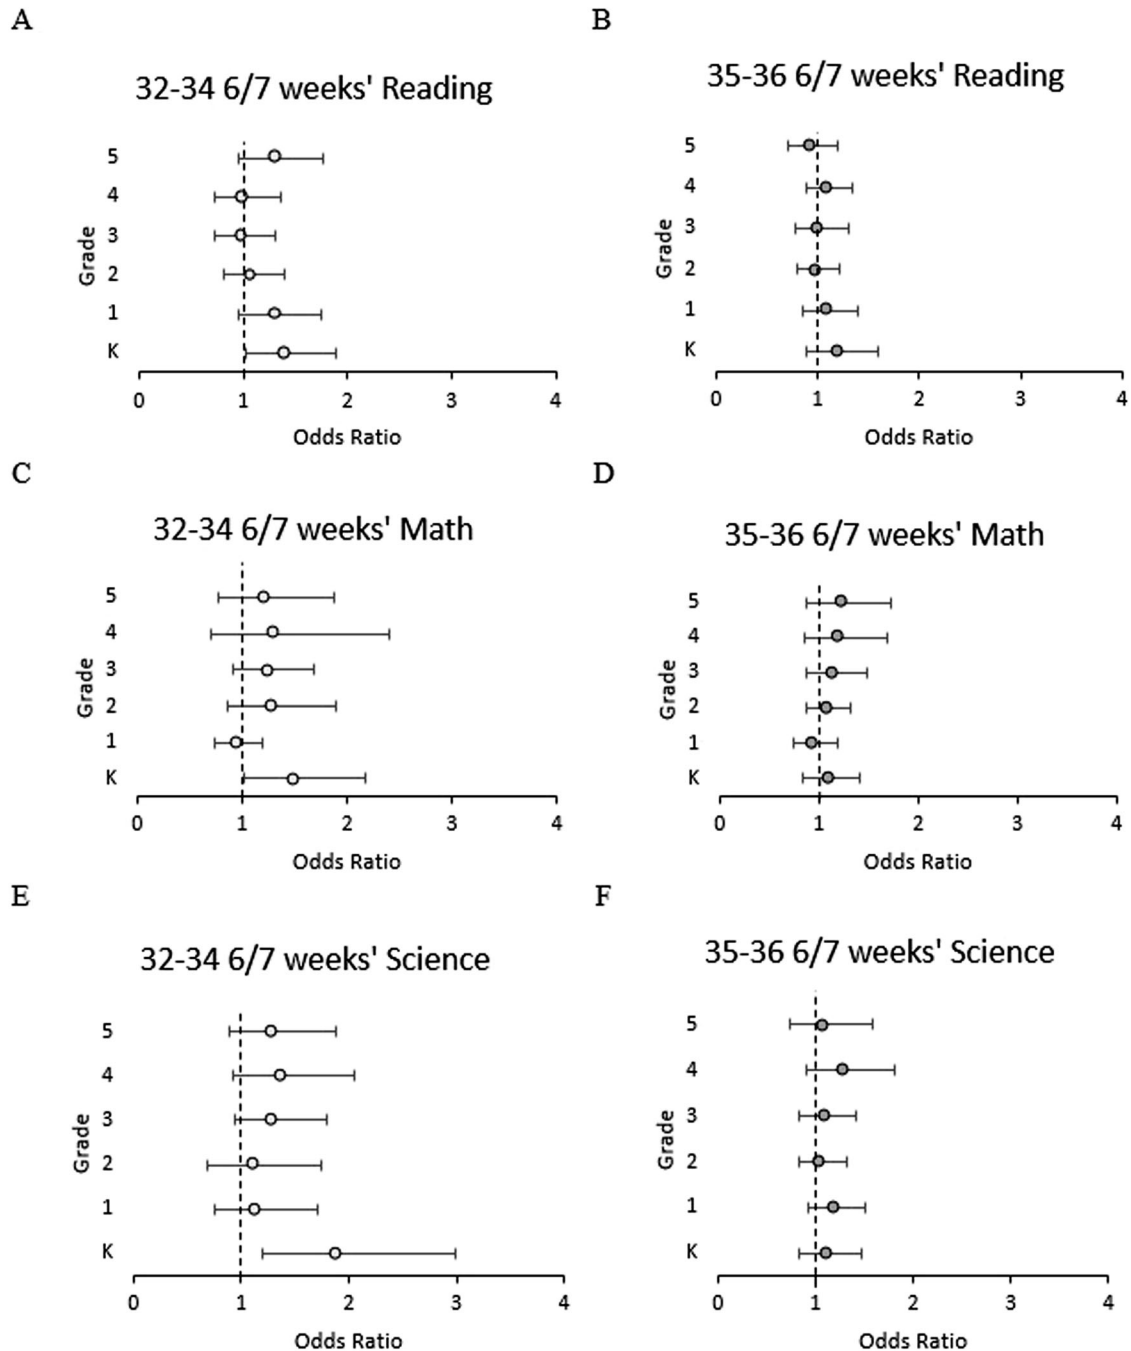 A
32-34 6/7 weeks' Reading
5
4
3
2
1
K
Grade
0 1 2 3 4
Odds Ratio
B
35-36 6/7 weeks' Reading
5
4
3
2
1
K
Grade
0 1 2 3 4
Odds Ratio
C
32-34 6/7 weeks' Math
5
4
3
2
1
K
Grade
0 1 2 3 4
Odds Ratio
D
35-36 6/7 weeks' Math
5
4
3
2
1
K
Grade
0 1 2 3 4
Odds Ratio
E
32-34 6/7 weeks' Science
5
4
3
2
1
K
Grade
0 1 2 3 4
Odds Ratio
F
35-36 6/7 weeks' Science
5
4
3
2
1
K
Grade
0 1 2 3 4
Odds Ratio